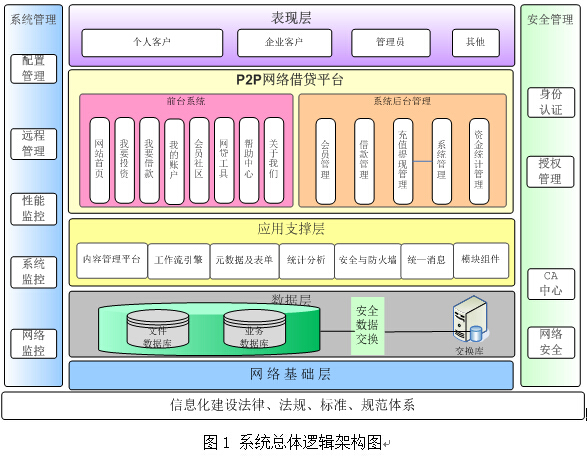 系统管理
配置
管理
远程
管理
性能
监控
系统
监控
网络
监控
表现层
个人客户
企业客户
管理员
其他
P2P网络借贷平台
前台系统
网站首页
我要投资
我要借款
我的账户
会员社区
网贷工具
帮助中心
关于我们
系统后台管理
会员管理
借款管理
充值提现管理
系统管理
资金统计管理
应用支撑层
内容管理平台
工作流引擎
元数据及表单
统计分析
安全与防火墙
统一消息
模块组件
数据层
文件
数据库
业务
数据库
安全
数据
交换
交换库
网络基础层
安全管理
身份
认证
授权
管理
CA
中心
网络
安全
信息化建设法律、法规、标准、规范体系
图1 系统总体逻辑架构图